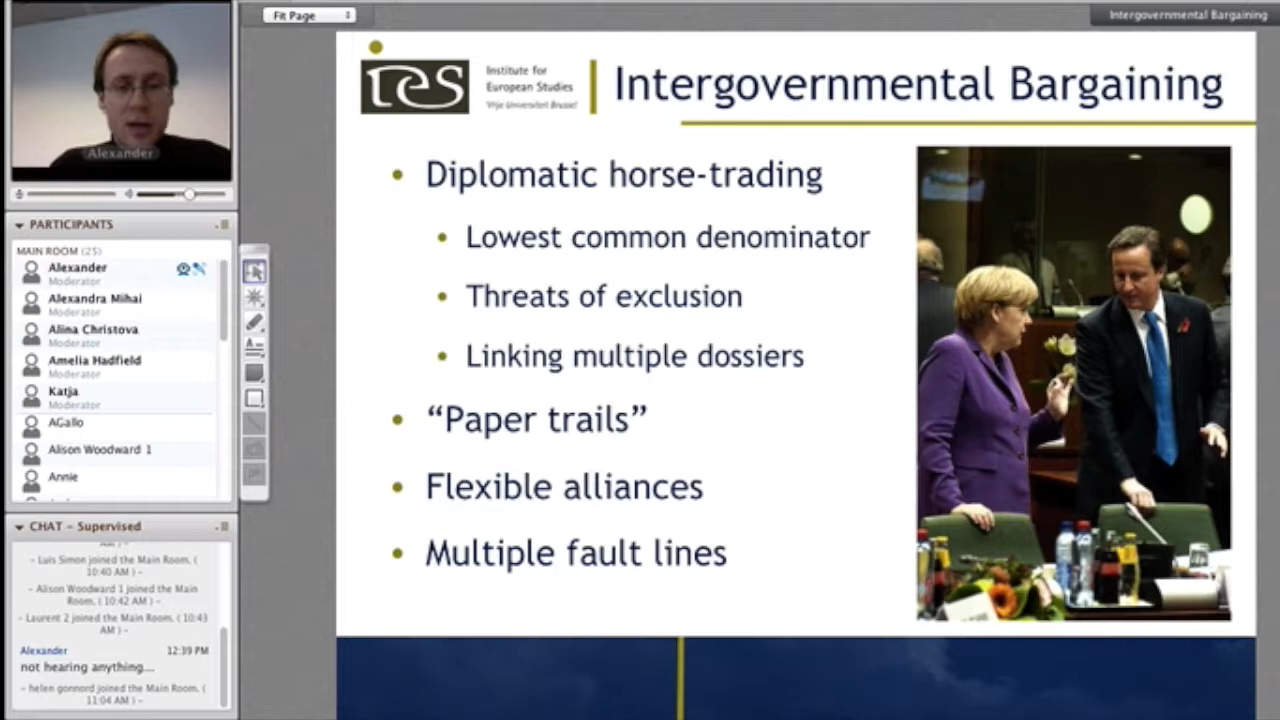 Fit Page
Intergovernmental Bargaining
Alexander
PARTICIPANTS
MAIN ROOM (25)
Alexander
Moderator
Alexandra Mihai
Moderator
Alina Christova
Moderator
Amelia Hadfield
Moderator
Katja
Moderator
AGallo
Alison Woodward 1
Annie
CHAT - Supervised
AM ) -
- Luis Simon joined the Main Room. (
10:40 AM ) -
- Alison Woodward 1 joined the Main
Room. ( 10:42 AM ) -
- Laurent 2 joined the Main Room. ( 10:43
AM ) -
Alexander 12:39 PM
not hearing anything...
- helen gonnord joined the Main Room. (
11:04 AM ) -
ies
Institute for
European Studies
Vrije Universiteit Brussel
Intergovernmental Bargaining
• Diplomatic horse-trading
• Lowest common denominator
• Threats of exclusion
• Linking multiple dossiers
• “Paper trails”
• Flexible alliances
• Multiple fault lines